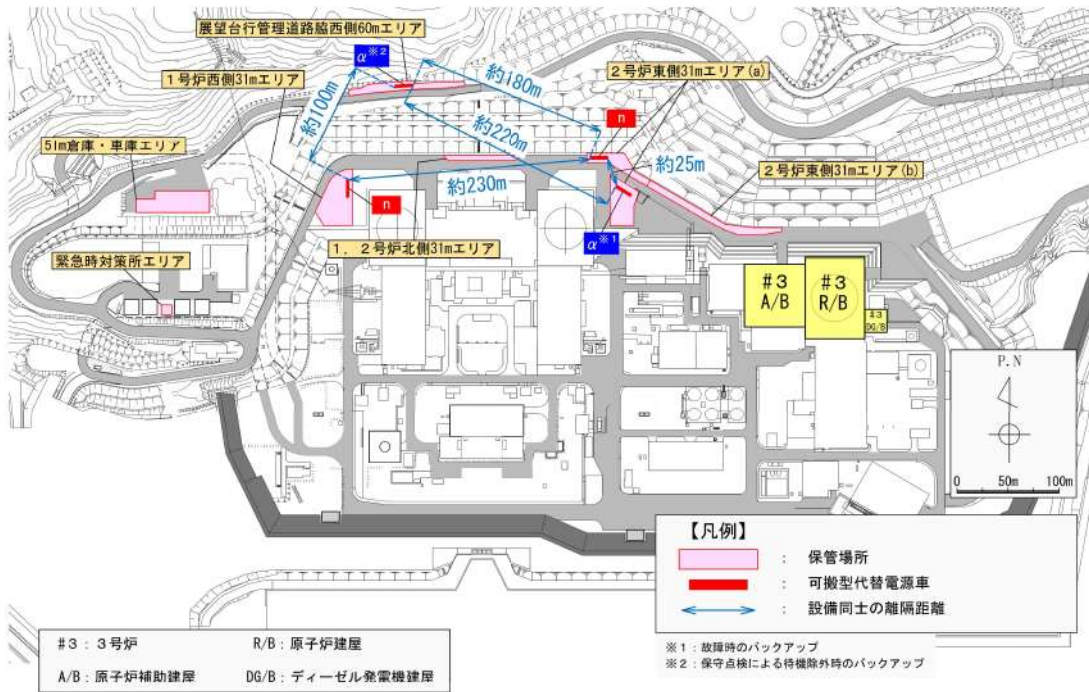 展望台行管理道路脇西側60mエリア
α※2
1号炉西側31mエリア
2号炉東側31mエリア(a)
約180m
約100m
n
約220m
51m倉庫・車庫エリア
約25m
2号炉東側31mエリア(b)
約230m
n
α※1
1．2号炉北側31mエリア
緊急時対策所エリア
#3
A/B
#3
R/B
#3
DG/B
P.N
0 50m 100m
【凡例】
： 保管場所
： 可搬型代替電源車
： 設備同士の離隔距離
#3：3号炉 R/B：原子炉建屋
A/B：原子炉補助建屋 DG/B：ディーゼル発電機建屋
※1：故障時のバックアップ
※2：保守点検による待機除外時のバックアップ